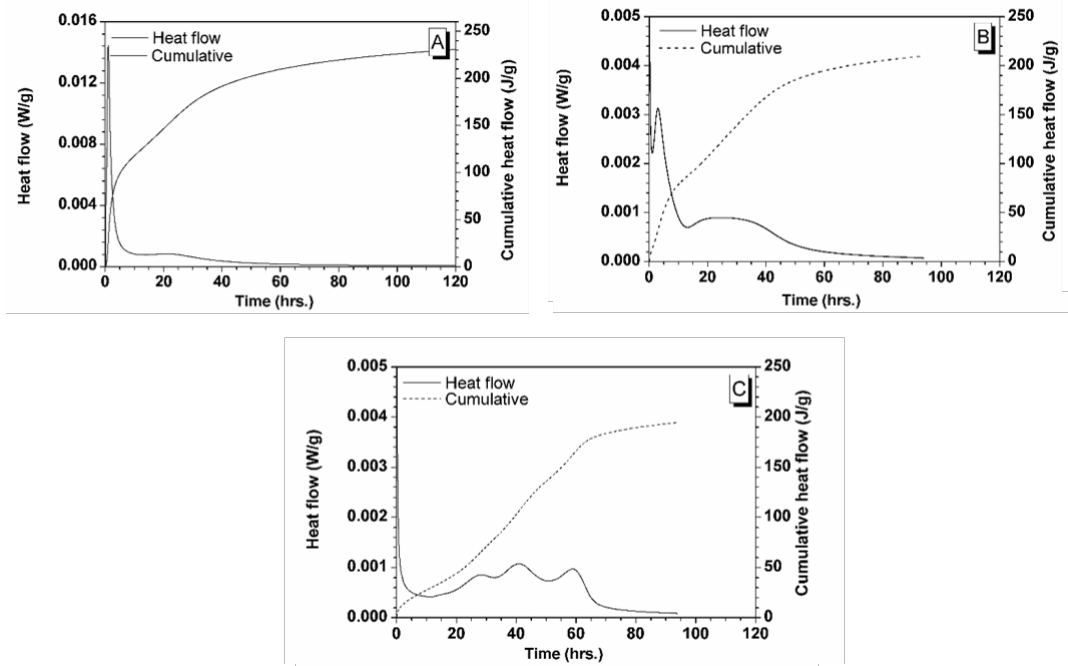 A
Heat flow
Cumulative
Heat flow (W/g)
0.016
0.012
0.008
0.004
0.000
250
200
150
100
50
0
Cumulative heat flow (J/g)
0 20 40 60 80 100 120
Time (hrs.)
B
Heat flow
Cumulative
Heat flow (W/g)
0.005
0.004
0.003
0.002
0.001
0.000
250
200
150
100
50
0
Cumulative heat flow (J/g)
0 20 40 60 80 100 120
Time (hrs.)
C
Heat flow
Cumulative
Heat flow (W/g)
0.005
0.004
0.003
0.002
0.001
0.000
250
200
150
100
50
0
Cumulative heat flow (J/g)
0 20 40 60 80 100 120
Time (hrs.)